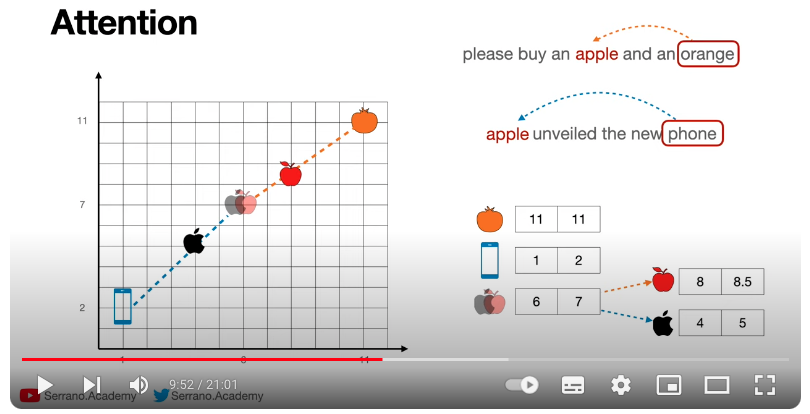 Attention
please buy an apple and an orange
apple unveiled the new phone
11
7
2
1
6
11
11 11
1 2
6 7
8 8.5
4 5
9:52 / 21:01
Serrano.Academy
Serrano.Academy